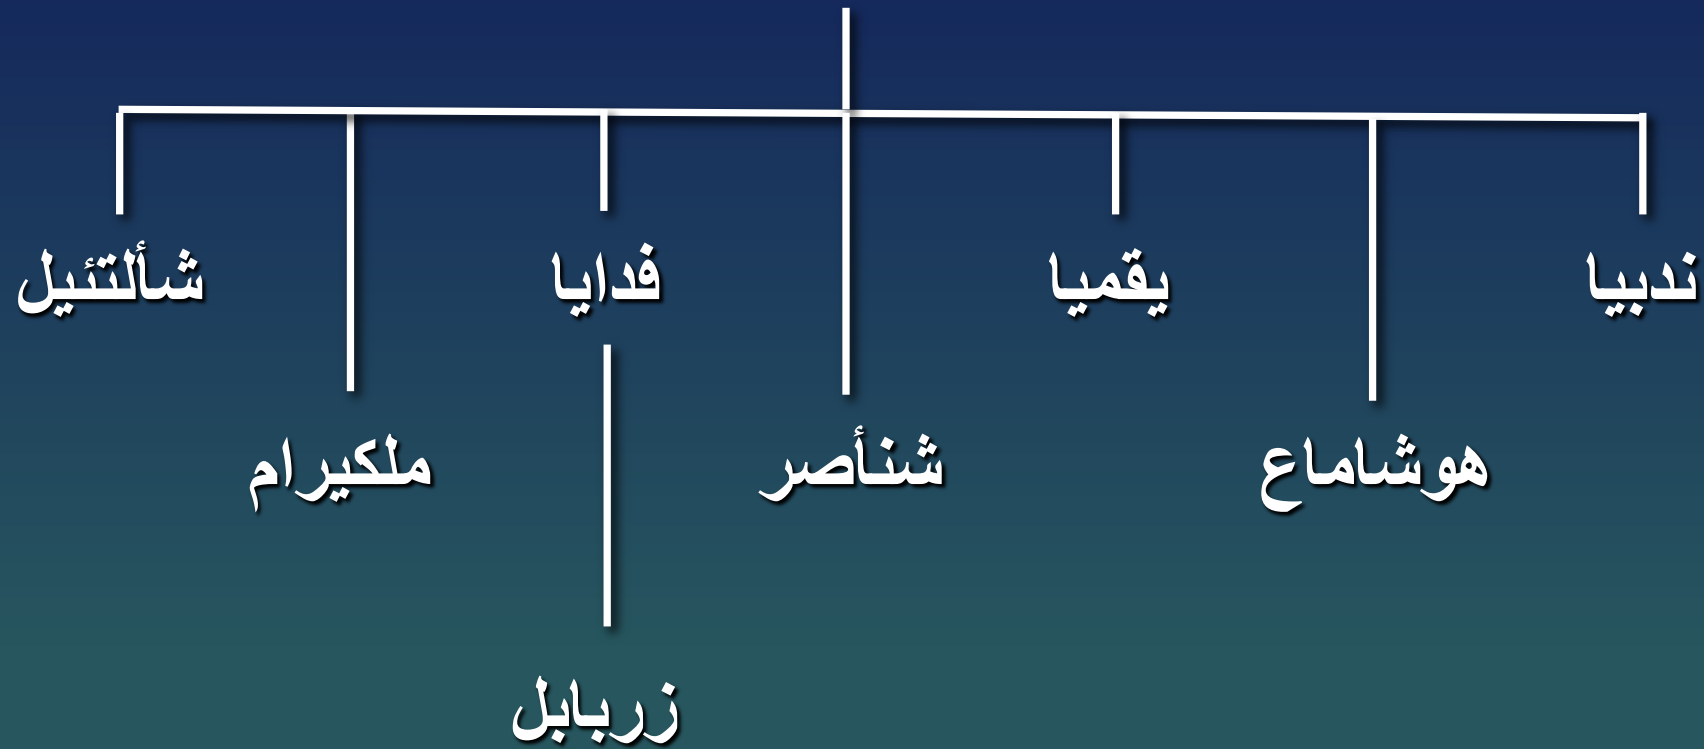 شألتئيل
فدايا
يقميا
ندبيا
ملكيرام
شنأصر
هوشاماع
زربابل